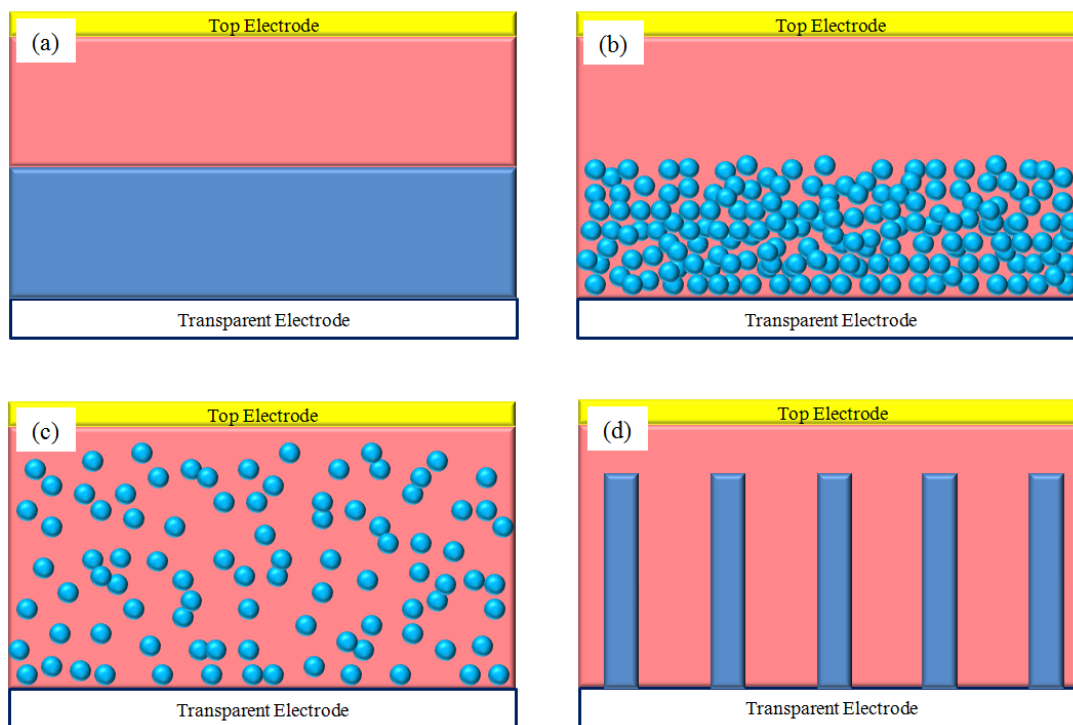 (a)
Top Electrode
Transparent Electrode
(b)
Top Electrode
Transparent Electrode
(c)
Top Electrode
Transparent Electrode
(d)
Top Electrode
Transparent Electrode